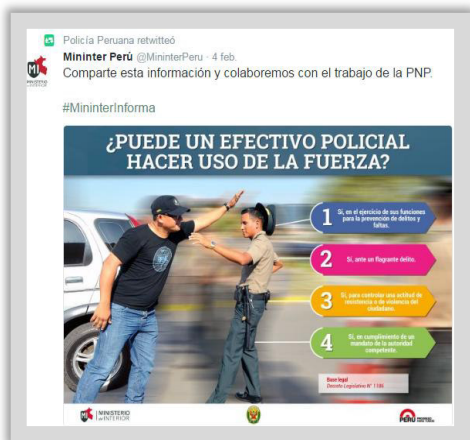 Policía Peruana retwitteó
Mininter Perú @MininterPeru · 4 feb.
Comparte esta información y colaboremos con el trabajo de la PNP.
#MininterInforma
¿PUEDE UN EFECTIVO POLICIAL
HACER USO DE LA FUERZA?
1
Sí, en el ejercicio de sus funciones
para la prevención de delitos y
faltas.
2
Sí, ante un flagrante delito.
3
Sí, para controlar una actitud de
resistencia o de violencia del
ciudadano.
4
Sí, en cumplimiento de un
mandato de la autoridad
competente.
Base legal
Decreto Legislativo N° 1186
MINISTERIO
del INTERIOR
PERÚ